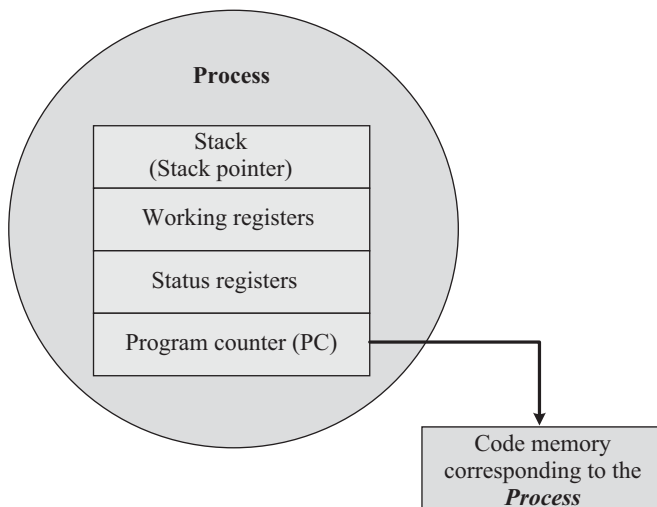 Process
Stack
(Stack pointer)
Working registers
Status registers
Program counter (PC)
Code memory
corresponding to the
Process